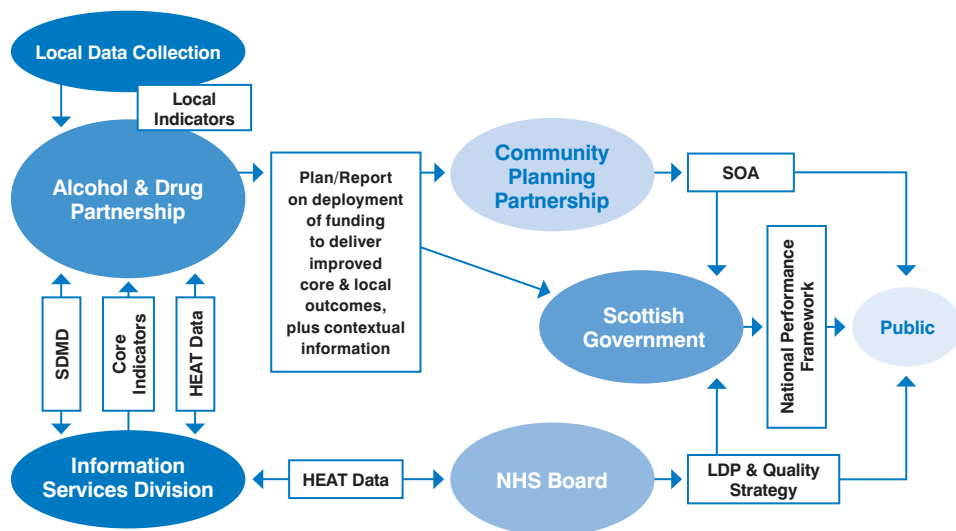 Local Data Collection
Local
Indicators
Alcohol & Drug
Partnership
Plan/Report
on deployment
of funding
to deliver
improved
core & local
outcomes,
plus contextual
information
Community
Planning
Partnership
SOA
Scottish
Government
National Performance
Framework
Public
SDMD
Core
Indicators
HEAT Data
Information
Services Division
HEAT Data
NHS Board
LDP & Quality
Strategy